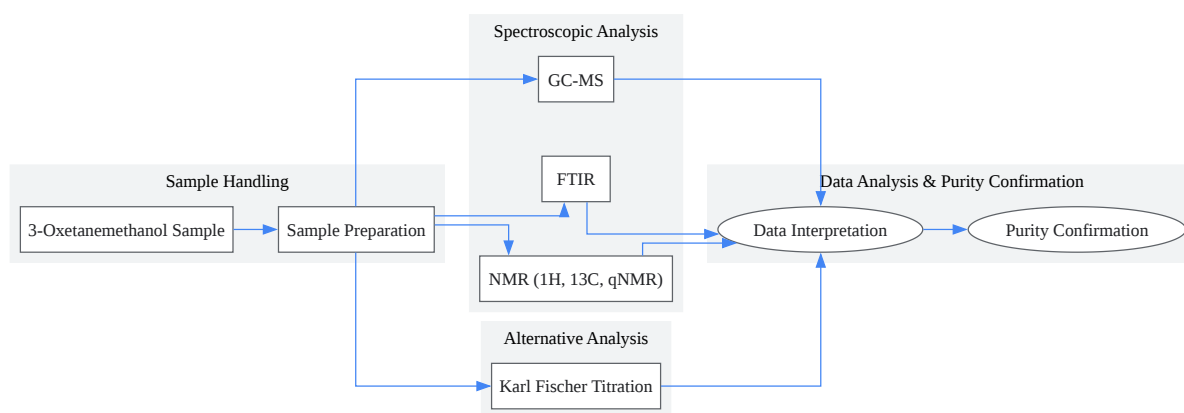 Spectroscopic Analysis
GC-MS
FTIR
NMR (1H, 13C, qNMR)
Sample Handling
3-Oxetanemethanol Sample
Sample Preparation
Data Analysis & Purity Confirmation
Data Interpretation
Purity Confirmation
Alternative Analysis
Karl Fischer Titration